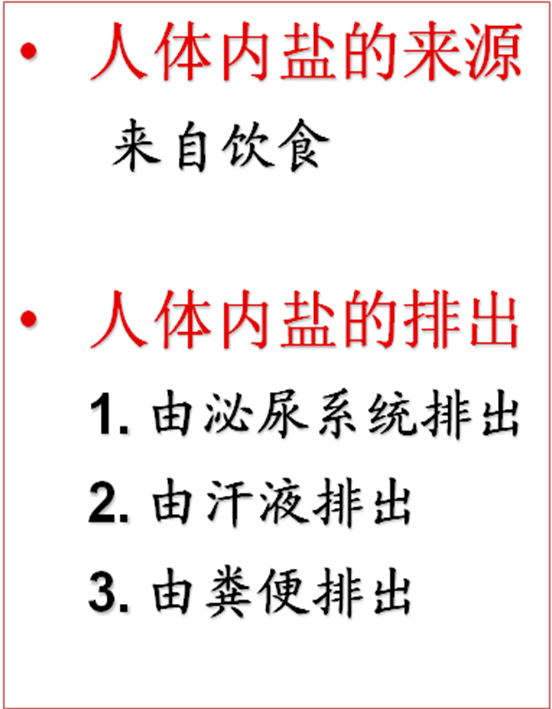 • 人体内盐的来源
来自饮食
• 人体内盐的排出
1. 由泌尿系统排出
2. 由汗液排出
3. 由粪便排出